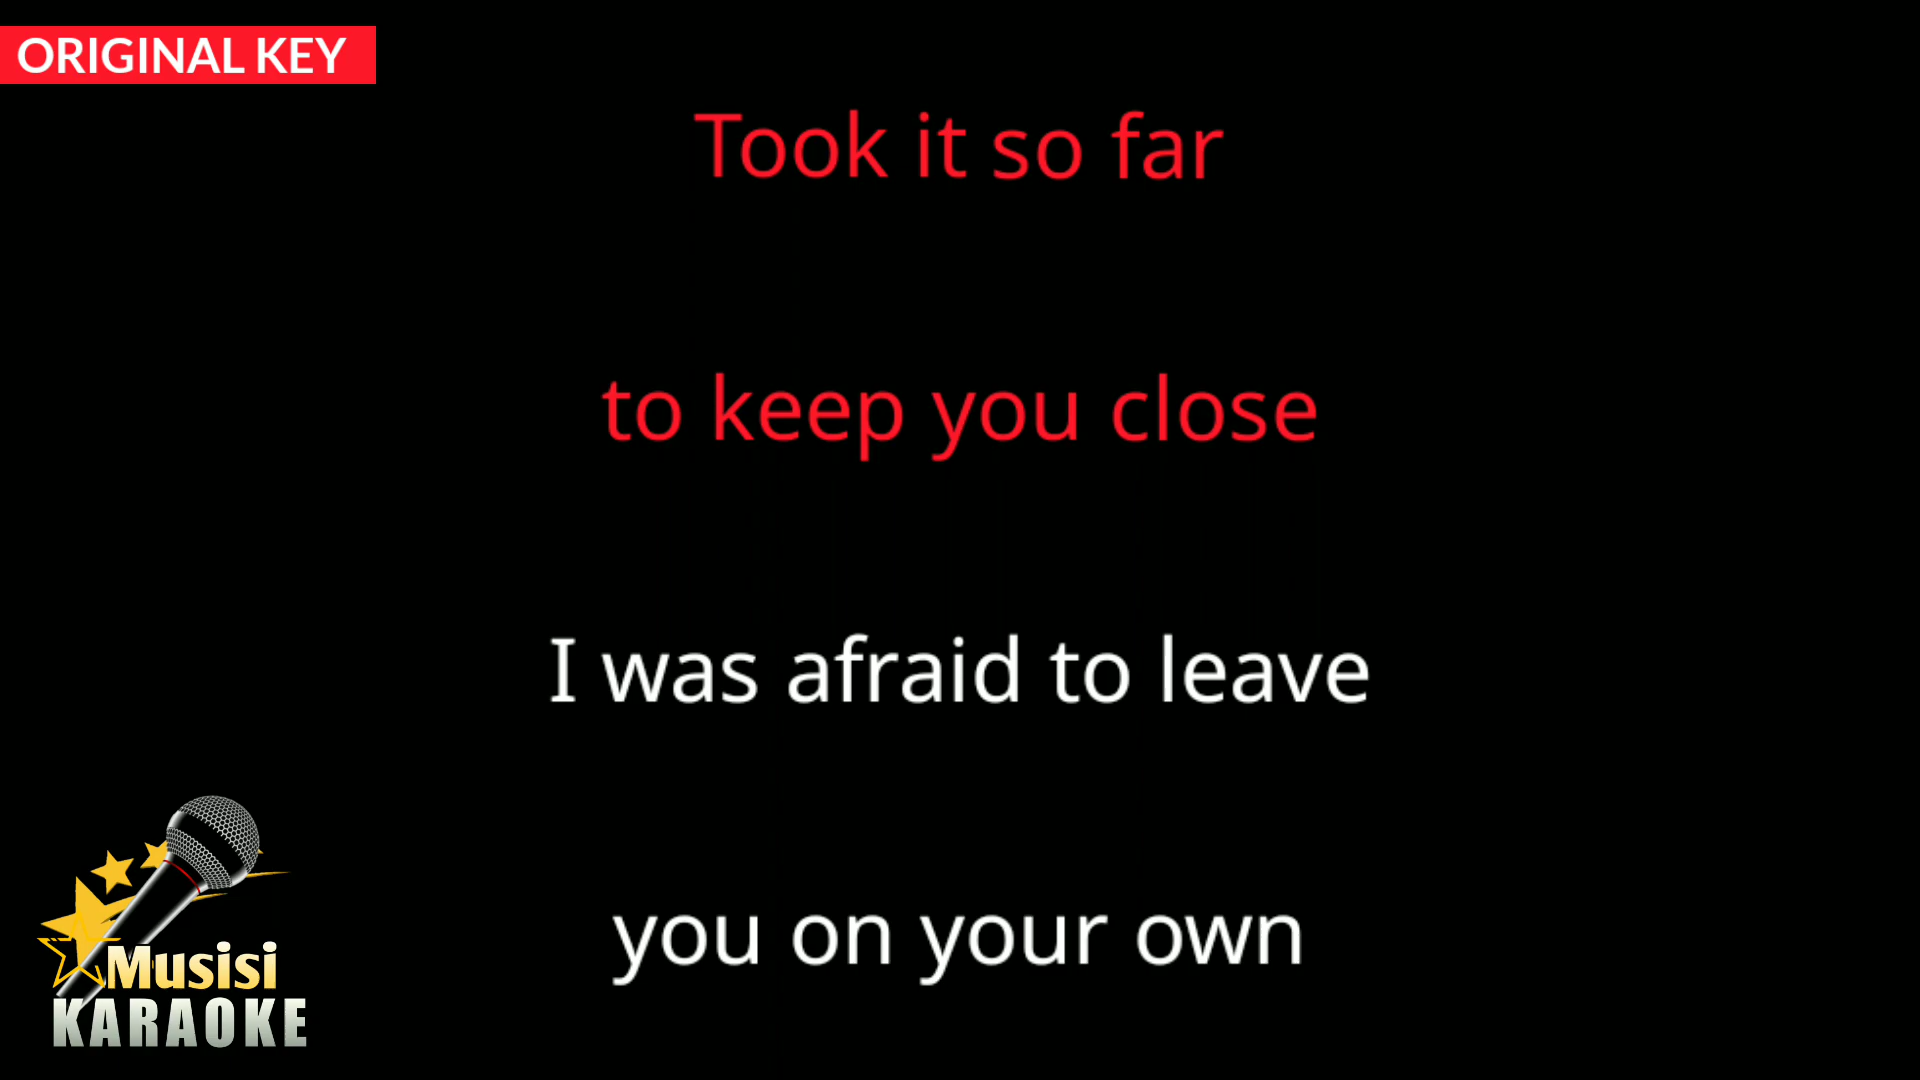 ORIGINAL KEY
Took it so far
to keep you close
I was afraid to leave
you on your own
Musisi
KARAOKE